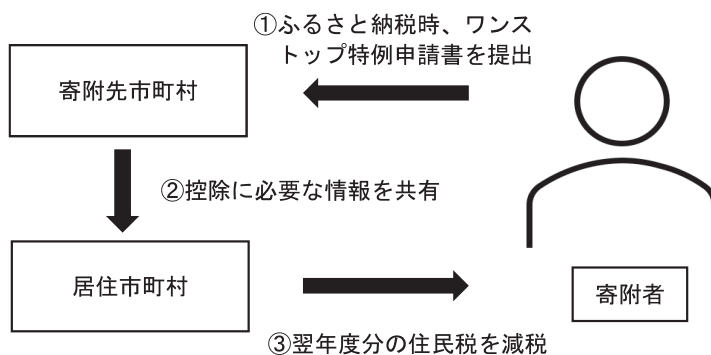 ①ふるさと納税時、ワンス
トップ特例申請書を提出
寄附先市町村
②控除に必要な情報を共有
居住市町村
寄附者
③翌年度分の住民税を減税